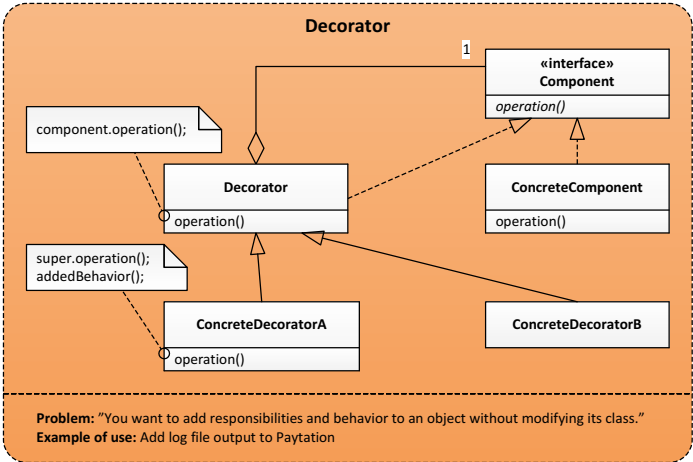 Decorator
1
«interface»
Component
operation()
component.operation();
Decorator
operation()
ConcreteComponent
operation()
super.operation();
addedBehavior();
ConcreteDecoratorA
operation()
ConcreteDecoratorB
Problem: ”You want to add responsibilities and behavior to an object without modifying its class.”
Example of use: Add log file output to Paytation